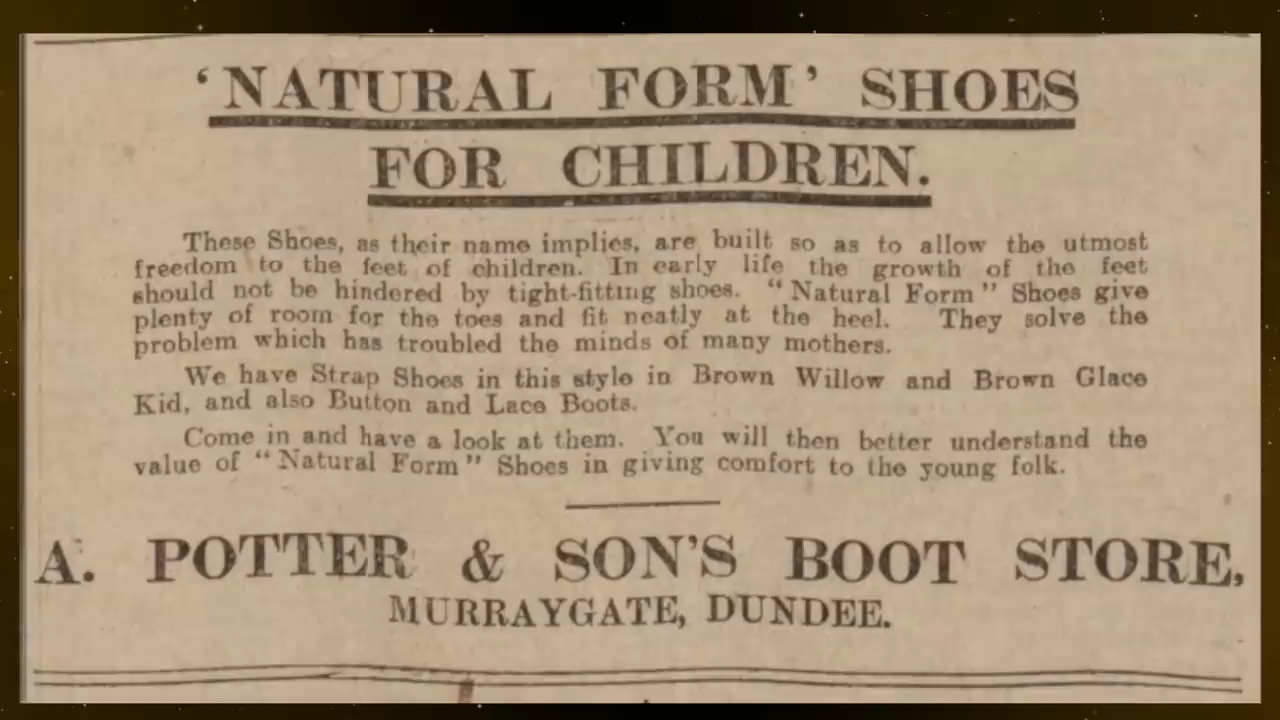 ‘NATURAL FORM’ SHOES
FOR CHILDREN.
These Shoes, as their name implies, are built so as to allow the utmost
freedom to the feet of children. In early life the growth of the feet
should not be hindered by tight-fitting shoes. “Natural Form” Shoes give
plenty of room for the toes and fit neatly at the heel. They solve the
problem which has troubled the minds of many mothers.
We have Strap Shoes in this style in Brown Willow and Brown Glace
Kid, and also Button and Lace Boots.
Come in and have a look at them. You will then better understand the
value of “Natural Form” Shoes in giving comfort to the young folk.
A. POTTER & SON’S BOOT STORE,
MURRAYGATE, DUNDEE.